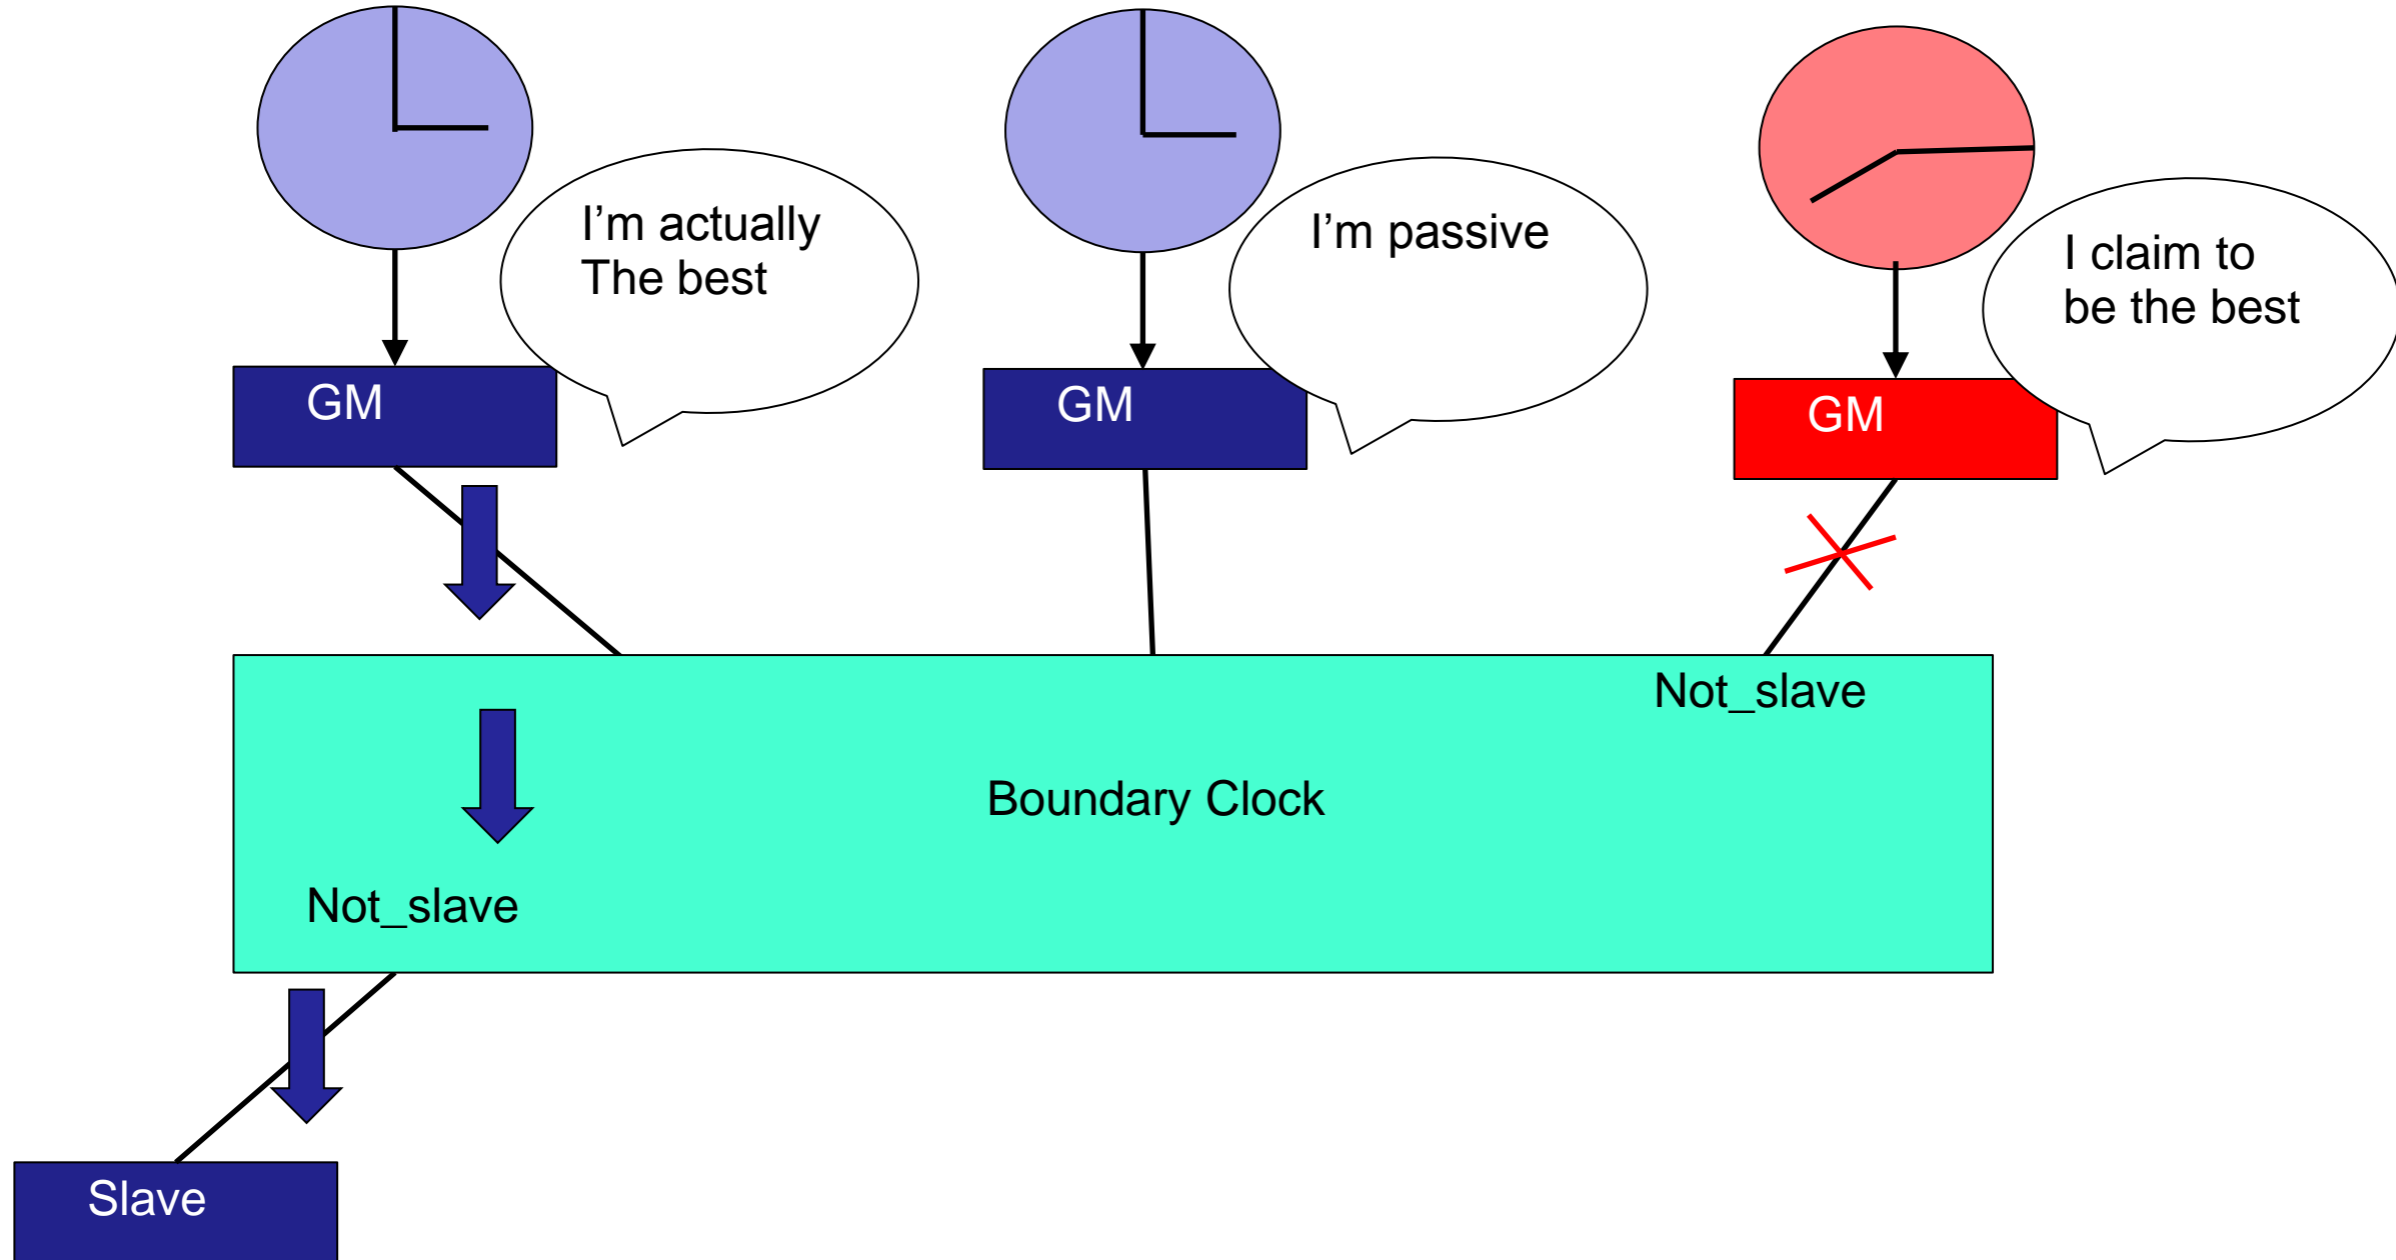 I’m actually
The best
I’m passive
I claim to
be the best
GM
GM
GM
Not_slave
Boundary Clock
Not_slave
Slave